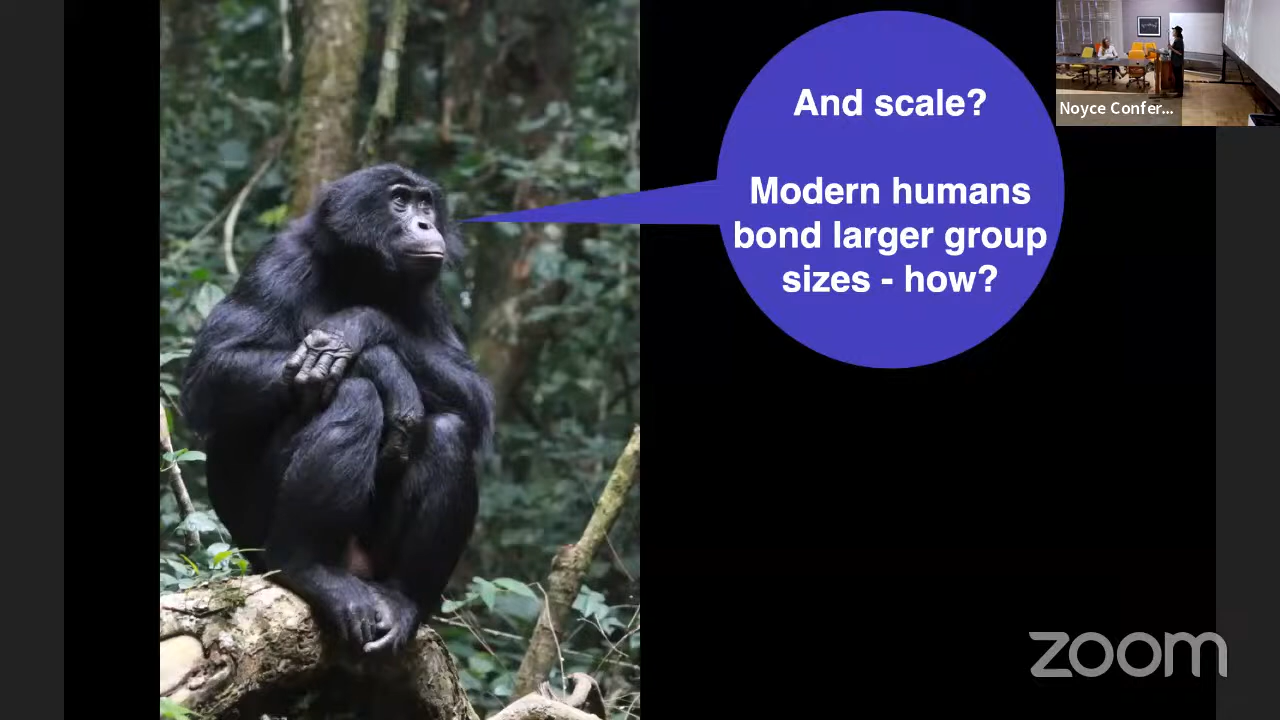 And scale?
Modern humans
bond larger group
sizes - how?
Noyce Confer...
zoom